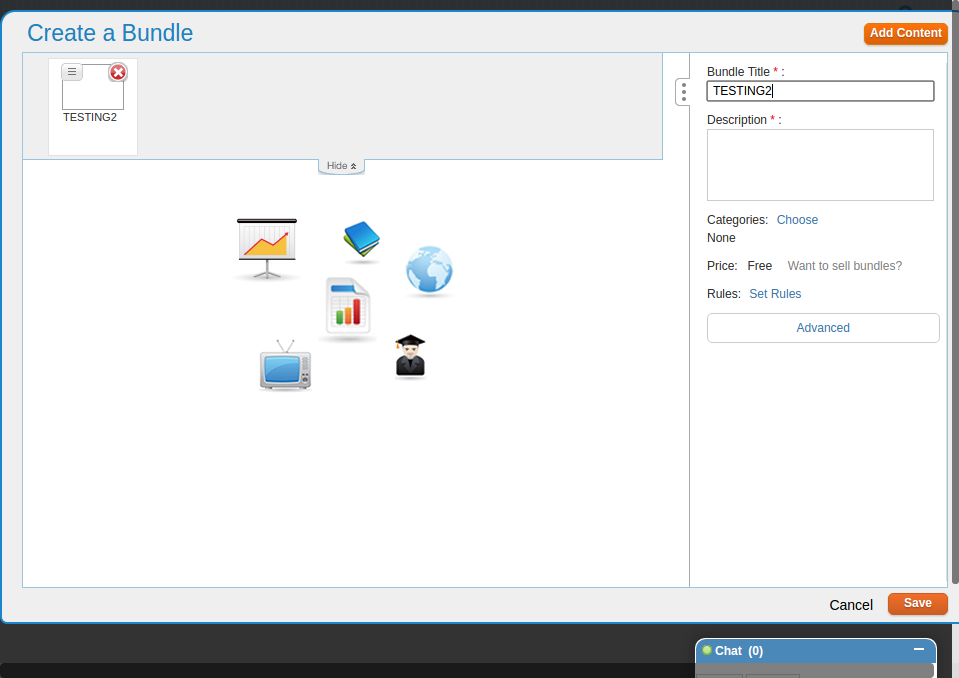 Create a Bundle
Add Content
TESTING2
Hide
Bundle Title * :
TESTING2
Description * :
Categories: Choose
None
Price: Free Want to sell bundles?
Rules: Set Rules
Advanced
Cancel
Save
Chat (0)